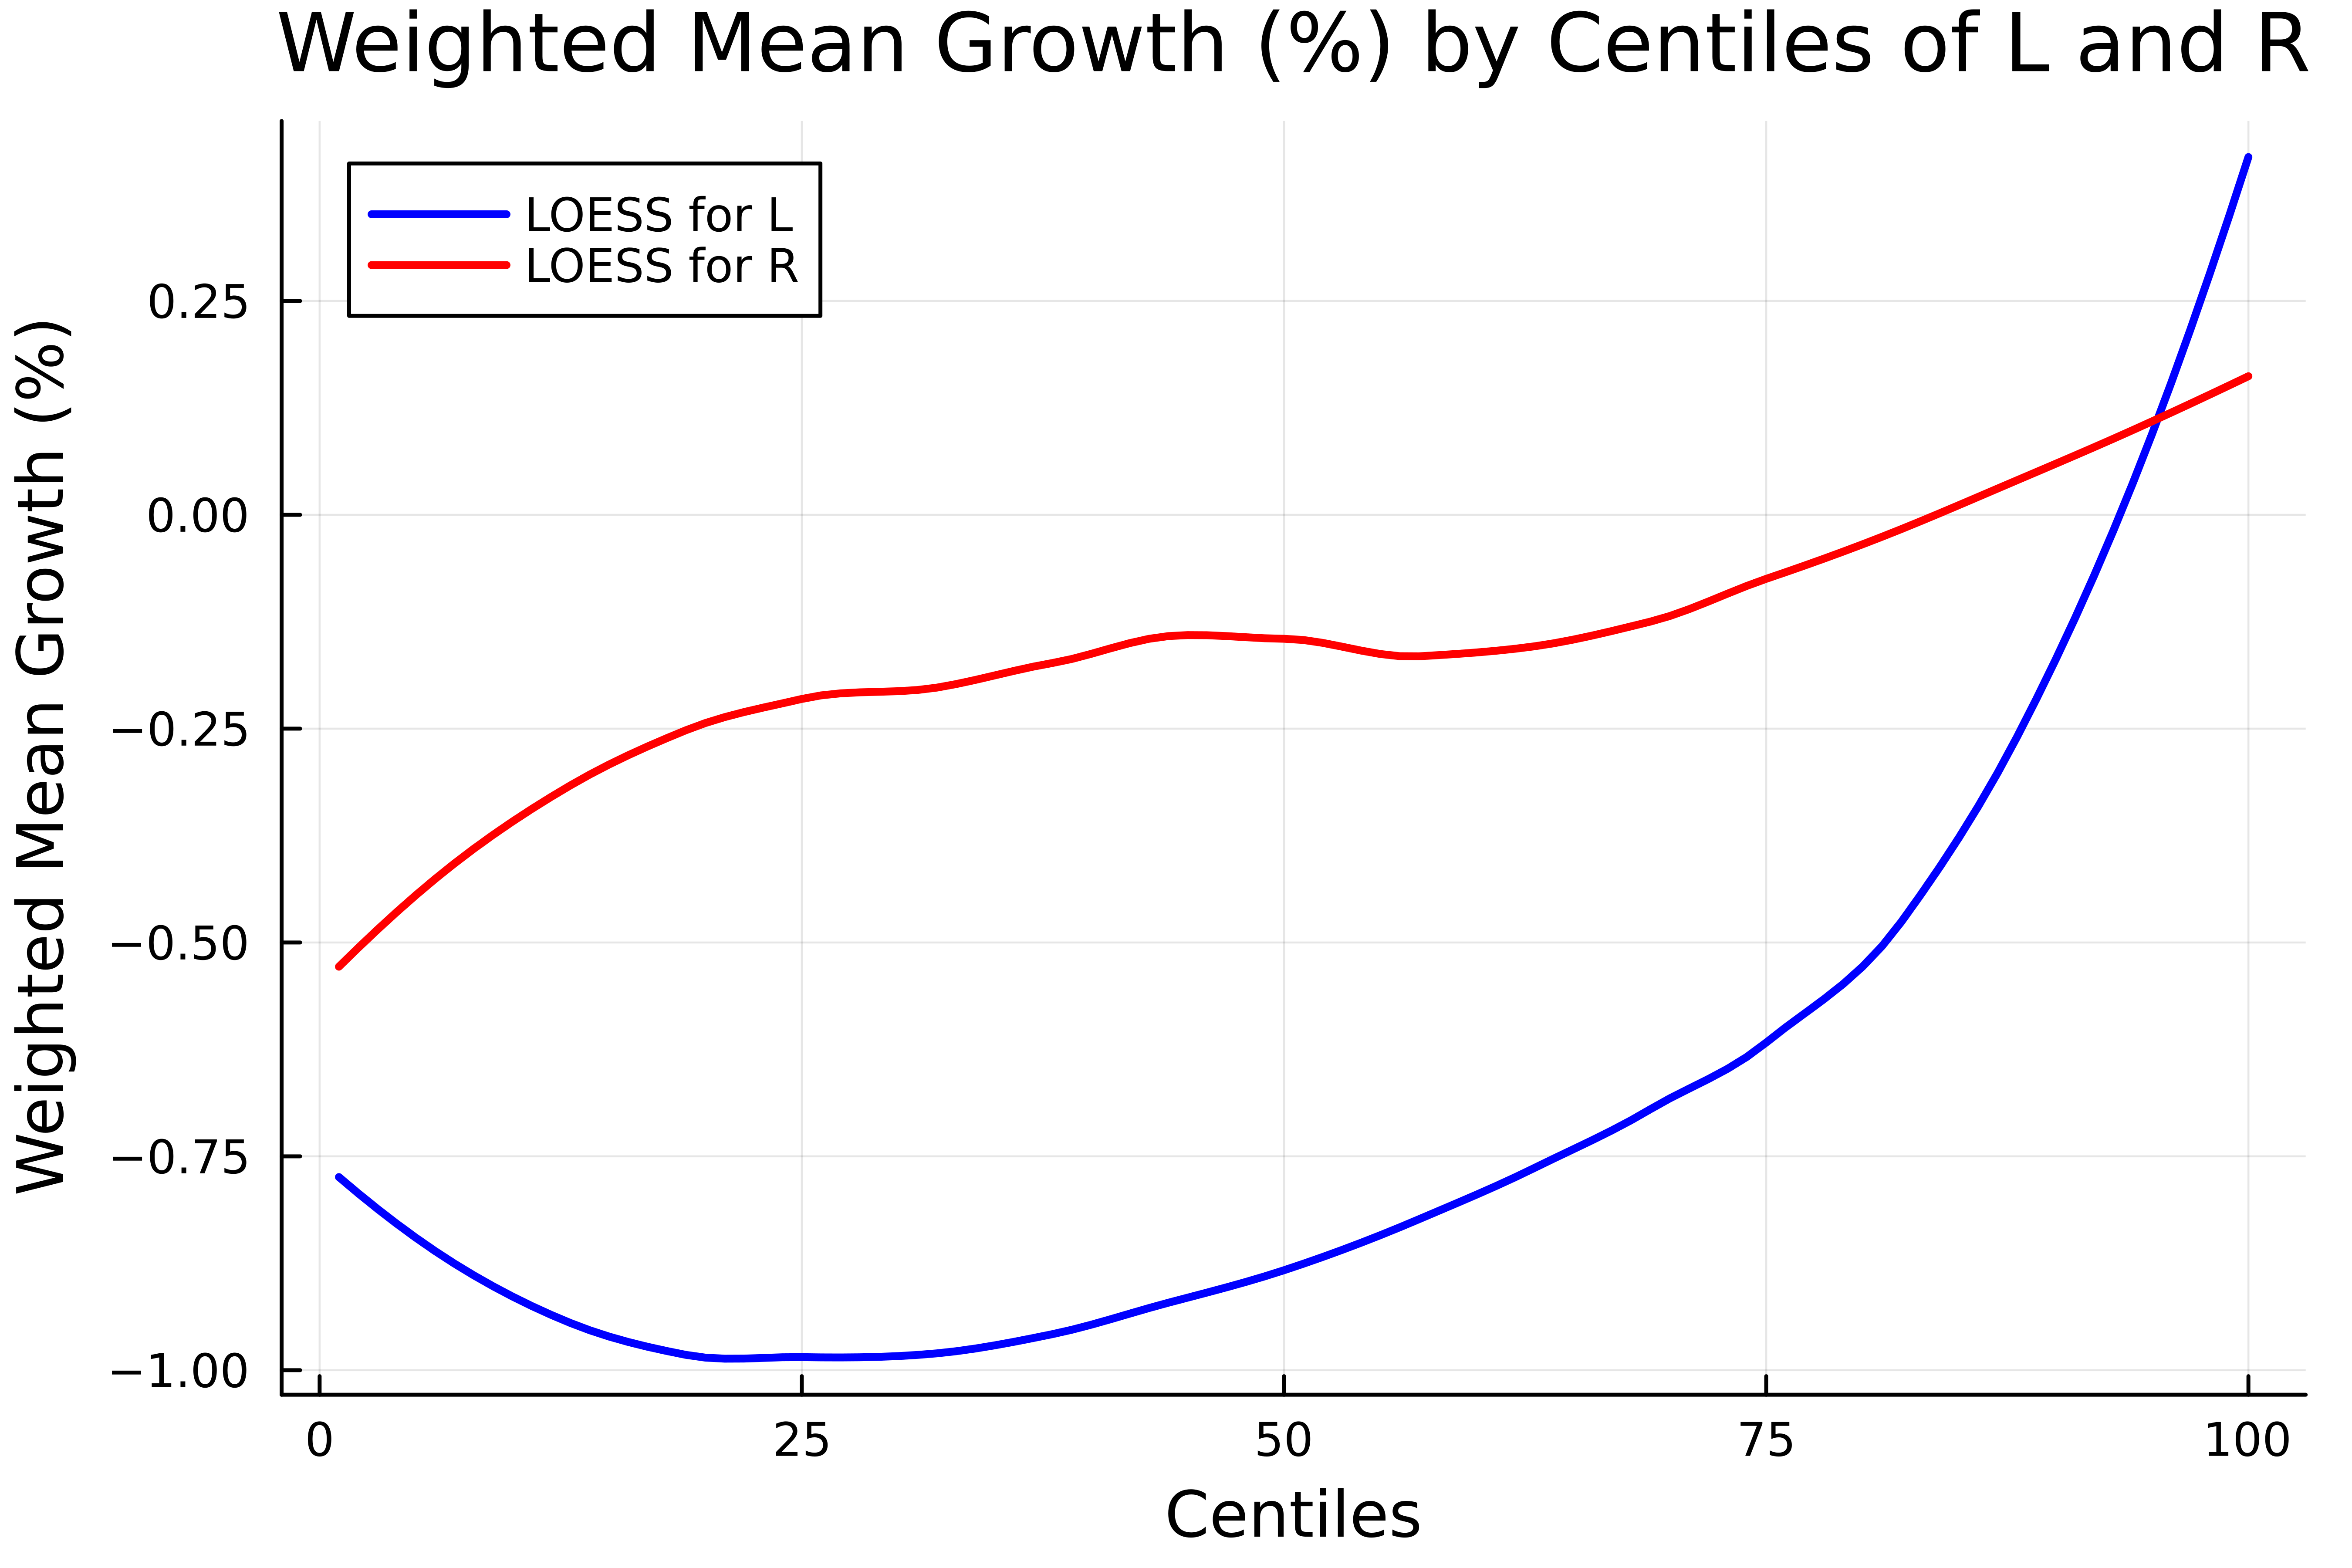 Weighted Mean Growth (%) by Centiles of L and R
LOESS for L
LOESS for R
Weighted Mean Growth (%)
0.25
0.00
−0.25
−0.50
−0.75
−1.00
0 25 50 75 100
Centiles